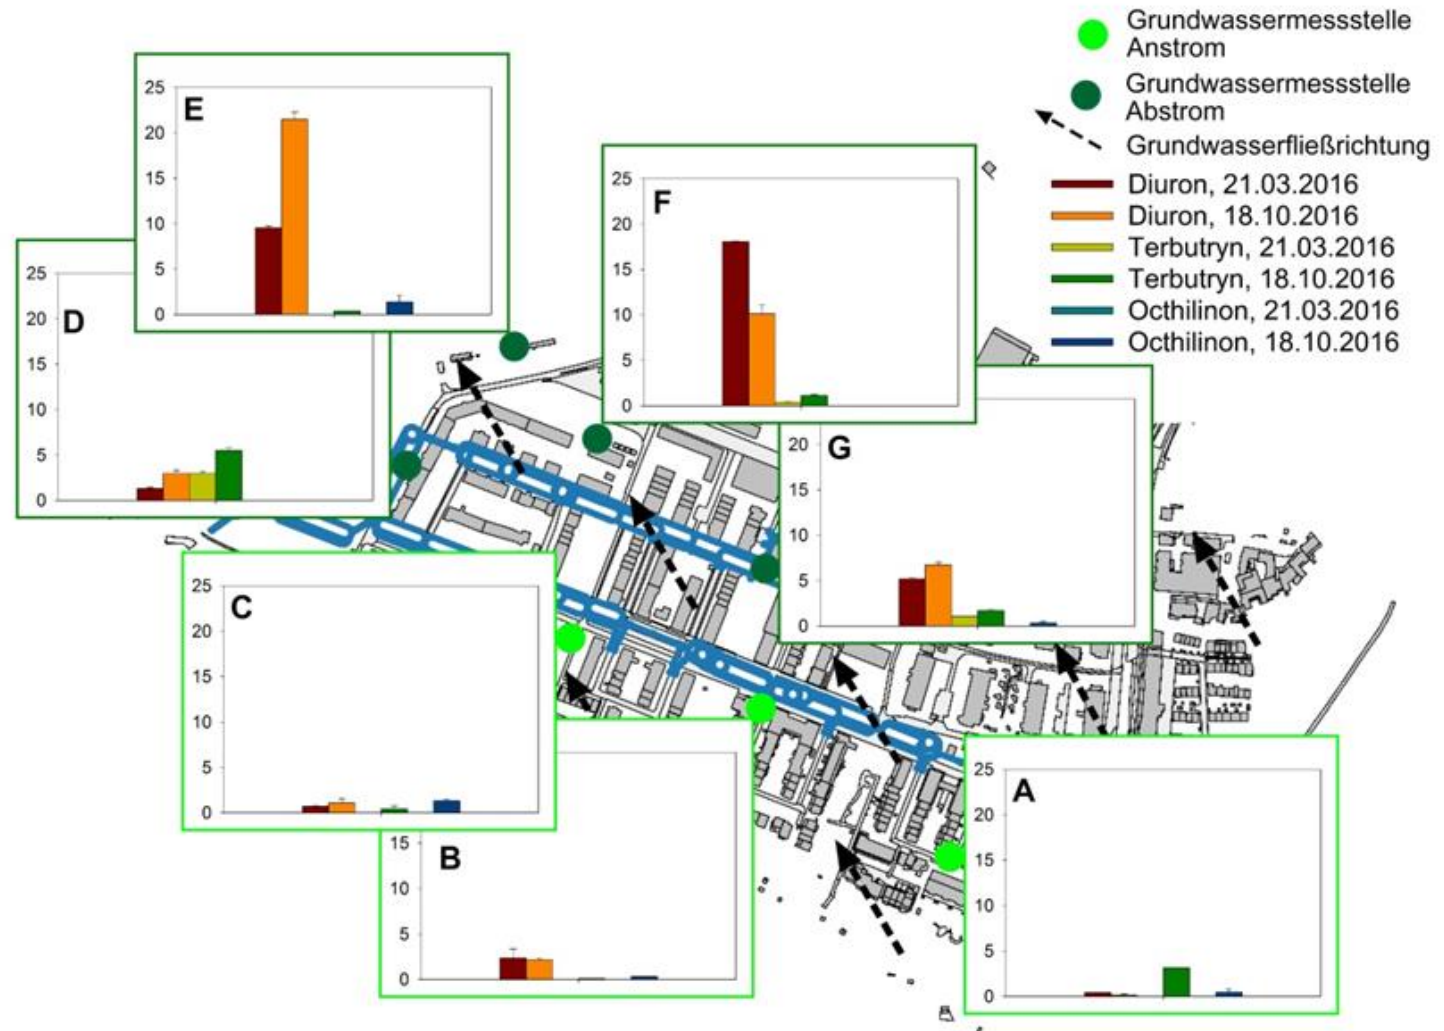 Grundwassermessstelle
Anstrom
Grundwassermessstelle
Abstrom
Grundwasserfließrichtung
Diuron, 21.03.2016
Diuron, 18.10.2016
Terbutryn, 21.03.2016
Terbutryn, 18.10.2016
Octhilinon, 21.03.2016
Octhilinon, 18.10.2016
E
25
20
15
10
5
0
F
25
20
15
10
5
0
D
25
20
15
10
5
0
G
20
15
10
5
0
C
25
20
15
10
5
0
B
15
10
5
0
A
25
20
15
10
5
0